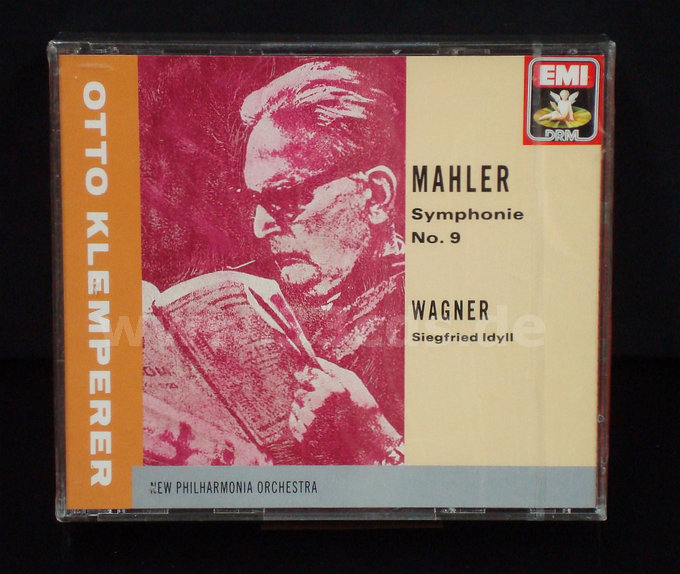 OTTO KLEMPERER
EMI
DRM
MAHLER
Symphonie
No. 9
WAGNER
Siegfried Idyll
NEW PHILHARMONIA ORCHESTRA